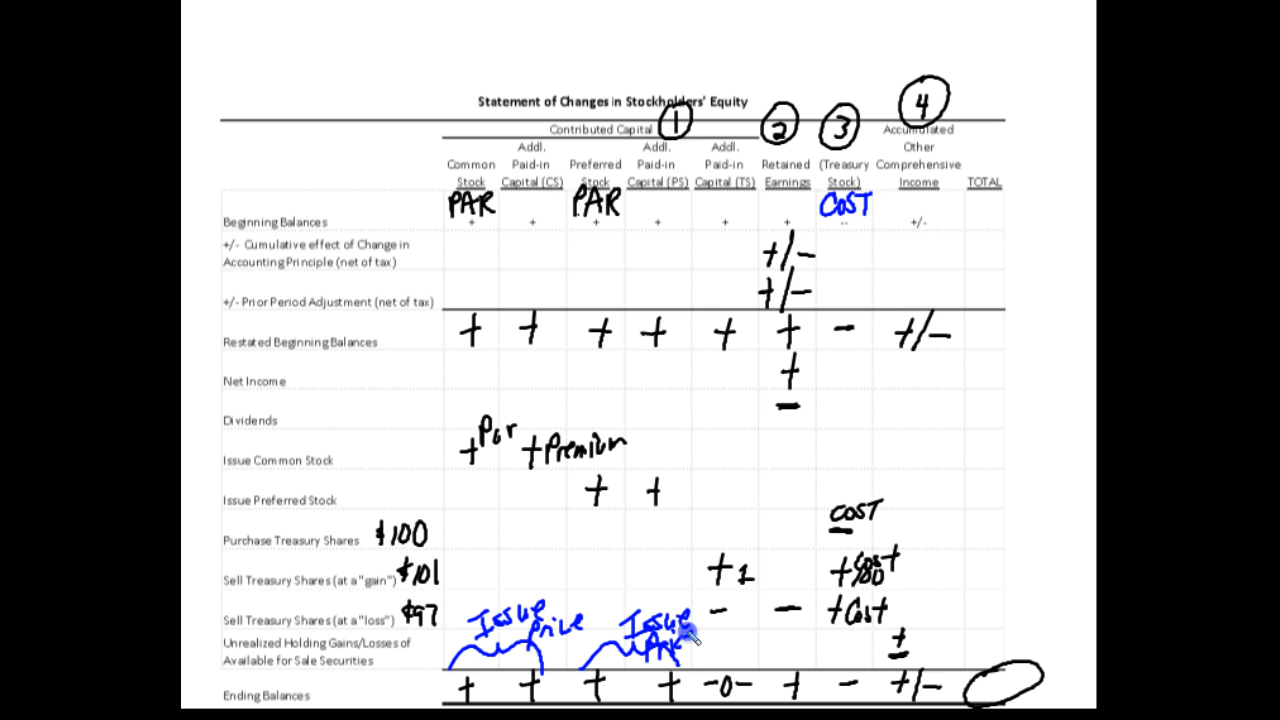 4
Statement of Changes in Stockholders' Equity
1 2 3
Contributed Capital Accumulated
Addl. Addl. Addl. Other
Common Paid-in Preferred Paid-in Paid-in Retained (Treasury Comprehensive
Stock Capital (CS) Stock Capital (PS) Capital (TS) Earnings Stock) Income TOTAL
PAR PAR COST
Beginning Balances + + + + + + -- +/-
+/- Cumulative effect of Change in
Accounting Principle (net of tax) +/-
+/- Prior Period Adjustment (net of tax) +/-
Restated Beginning Balances + + + + + + - +/-
Net Income +
Dividends -
Issue Common Stock + Par + Premium
Issue Preferred Stock + +
Purchase Treasury Shares $100 - COST
Sell Treasury Shares (at a "gain") $101 + 1 + Cost
Sell Treasury Shares (at a "loss") $97 - - + Cost
Issue Price Issue
Unrealized Holding Gains/Losses of
Available for Sale Securities ±
Ending Balances + + + + -0- + - +/-